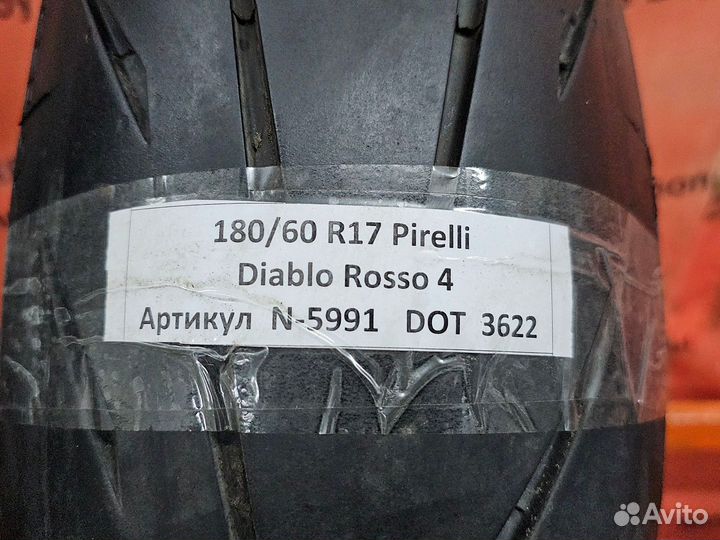 180/60 R17 Pirelli
Diablo Rosso 4
Артикул N-5991 DOT 3622
Avito